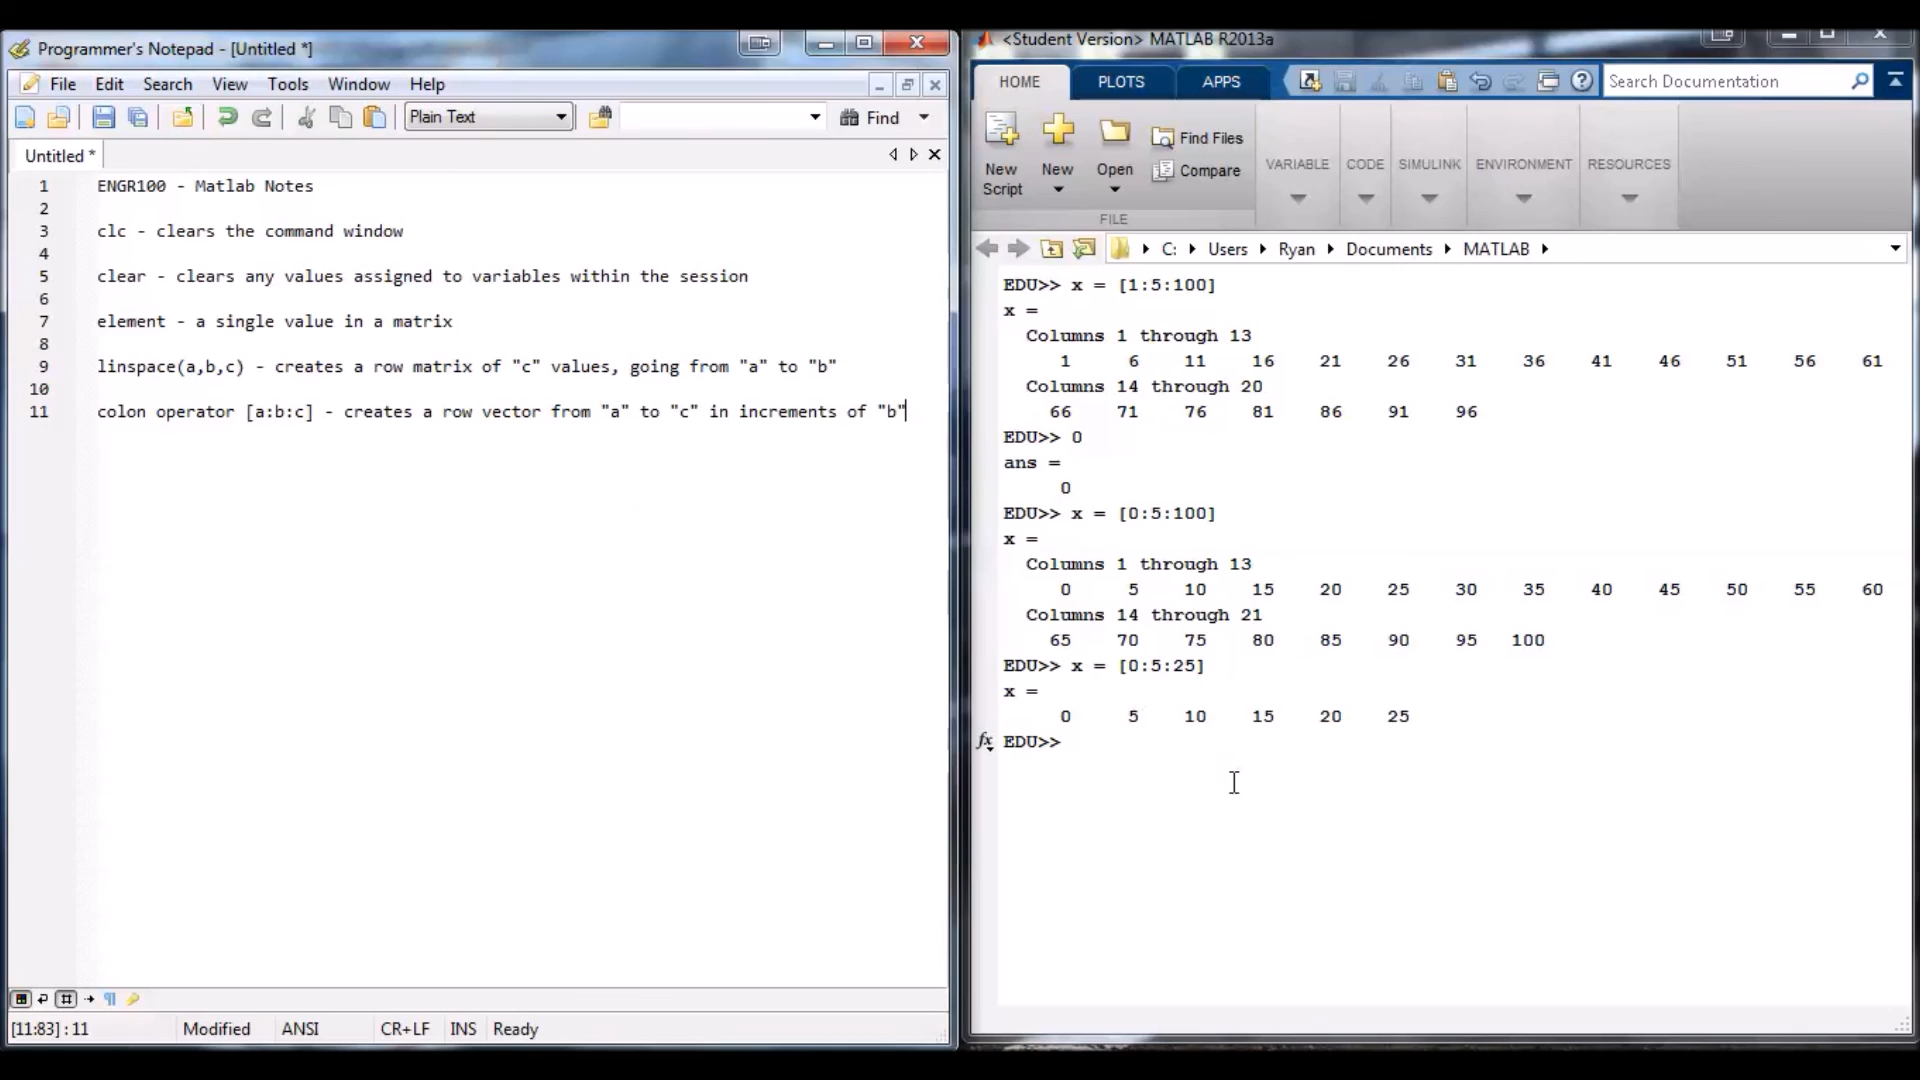 Programmer's Notepad - [Untitled *]
File Edit Search View Tools Window Help
Plain Text Find
Untitled *
1 ENGR100 - Matlab Notes
2
3 clc - clears the command window
4
5 clear - clears any values assigned to variables within the session
6
7 element - a single value in a matrix
8
9 linspace(a,b,c) - creates a row matrix of "c" values, going from "a" to "b"
10
11 colon operator [a:b:c] - creates a row vector from "a" to "c" in increments of "b"
[11:83] : 11 Modified ANSI CR+LF INS Ready
<Student Version> MATLAB R2013a
HOME PLOTS APPS Search Documentation
New Script New Open Find Files Compare VARIABLE CODE SIMULINK ENVIRONMENT RESOURCES
FILE
C: Users Ryan Documents MATLAB
EDU>> x = [1:5:100]
x =
Columns 1 through 13
1 6 11 16 21 26 31 36 41 46 51 56 61
Columns 14 through 20
66 71 76 81 86 91 96
EDU>> 0
ans =
0
EDU>> x = [0:5:100]
x =
Columns 1 through 13
0 5 10 15 20 25 30 35 40 45 50 55 60
Columns 14 through 21
65 70 75 80 85 90 95 100
EDU>> x = [0:5:25]
x =
0 5 10 15 20 25
fx EDU>>